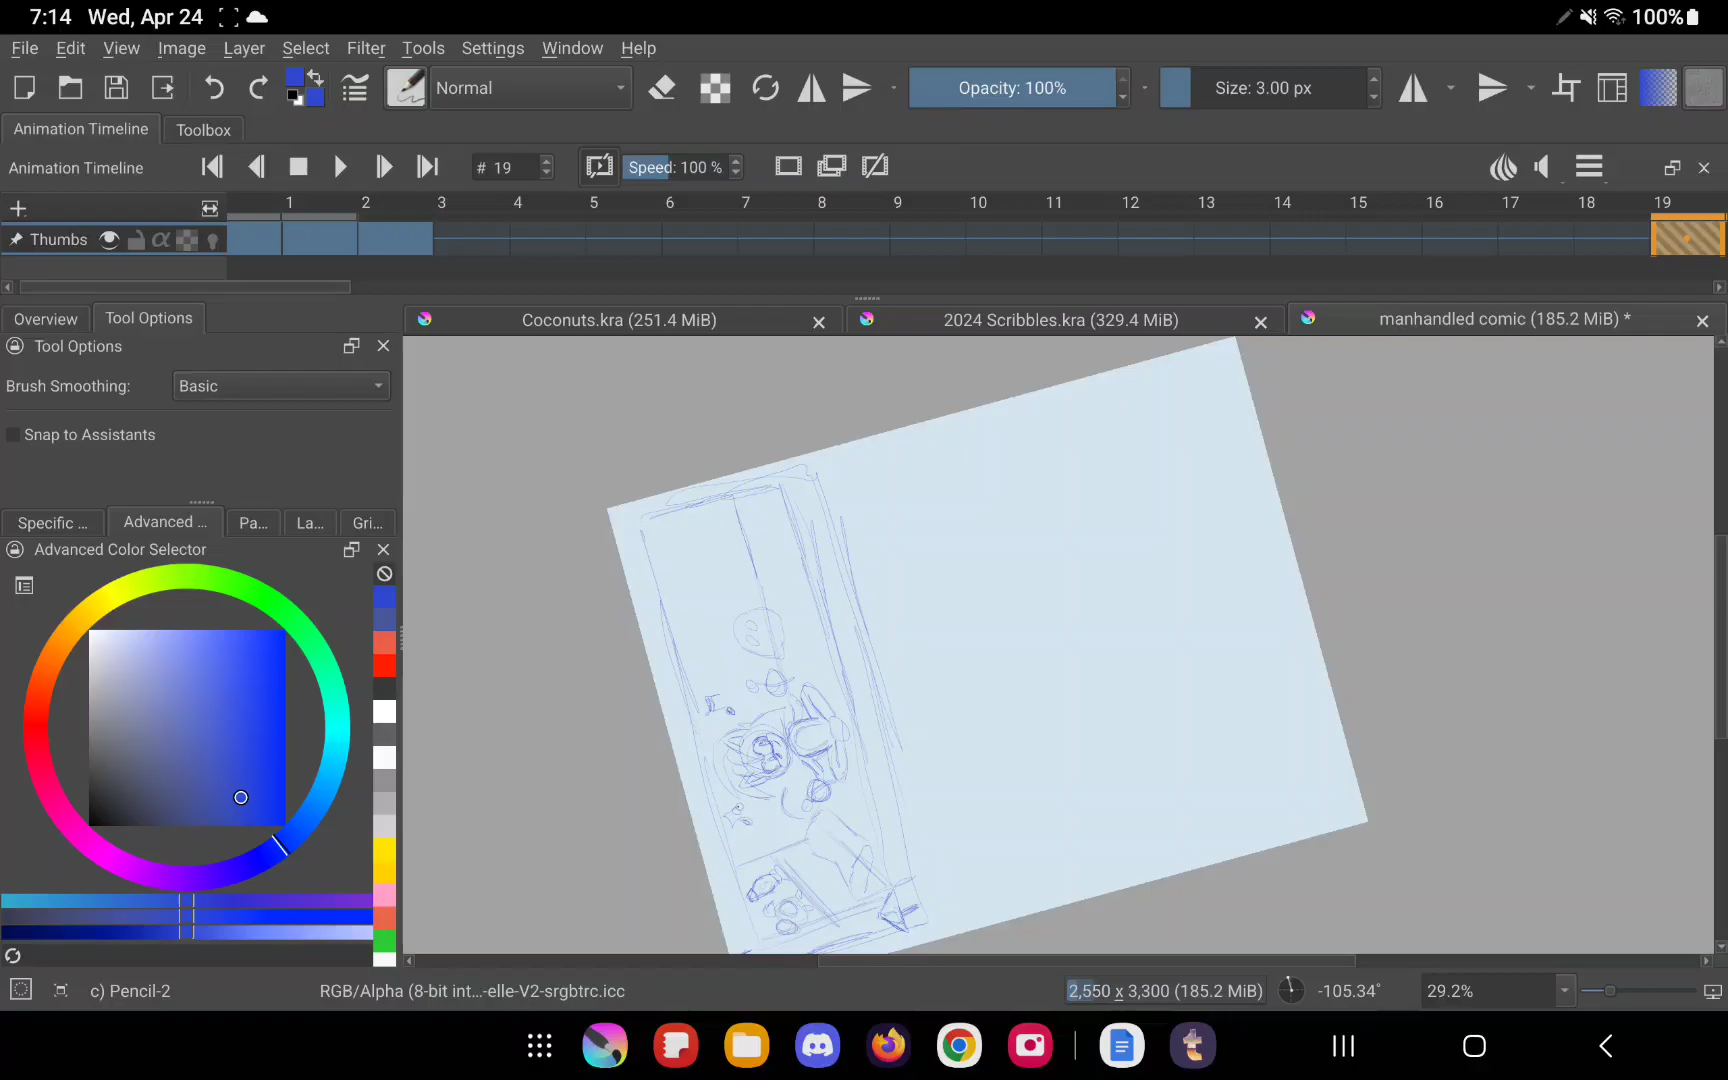 7:14 Wed, Apr 24 100%
File Edit View Image Layer Select Filter Tools Settings Window Help
Normal Opacity: 100% Size: 3.00 px
Animation Timeline Toolbox
Animation Timeline # 19 Speed: 100 %
1 2 3 4 5 6 7 8 9 10 11 12 13 14 15 16 17 18 19
Thumbs α
Overview Tool Options Coconuts.kra (251.4 MiB) 2024 Scribbles.kra (329.4 MiB) manhandled comic (185.2 MiB) *
Tool Options
Brush Smoothing: Basic
Snap to Assistants
Specific ... Advanced ... Pa... La... Gri...
Advanced Color Selector
c) Pencil-2 RGB/Alpha (8-bit int...-elle-V2-srgbtrc.icc 2,550 x 3,300 (185.2 MiB) -105.34° 29.2%